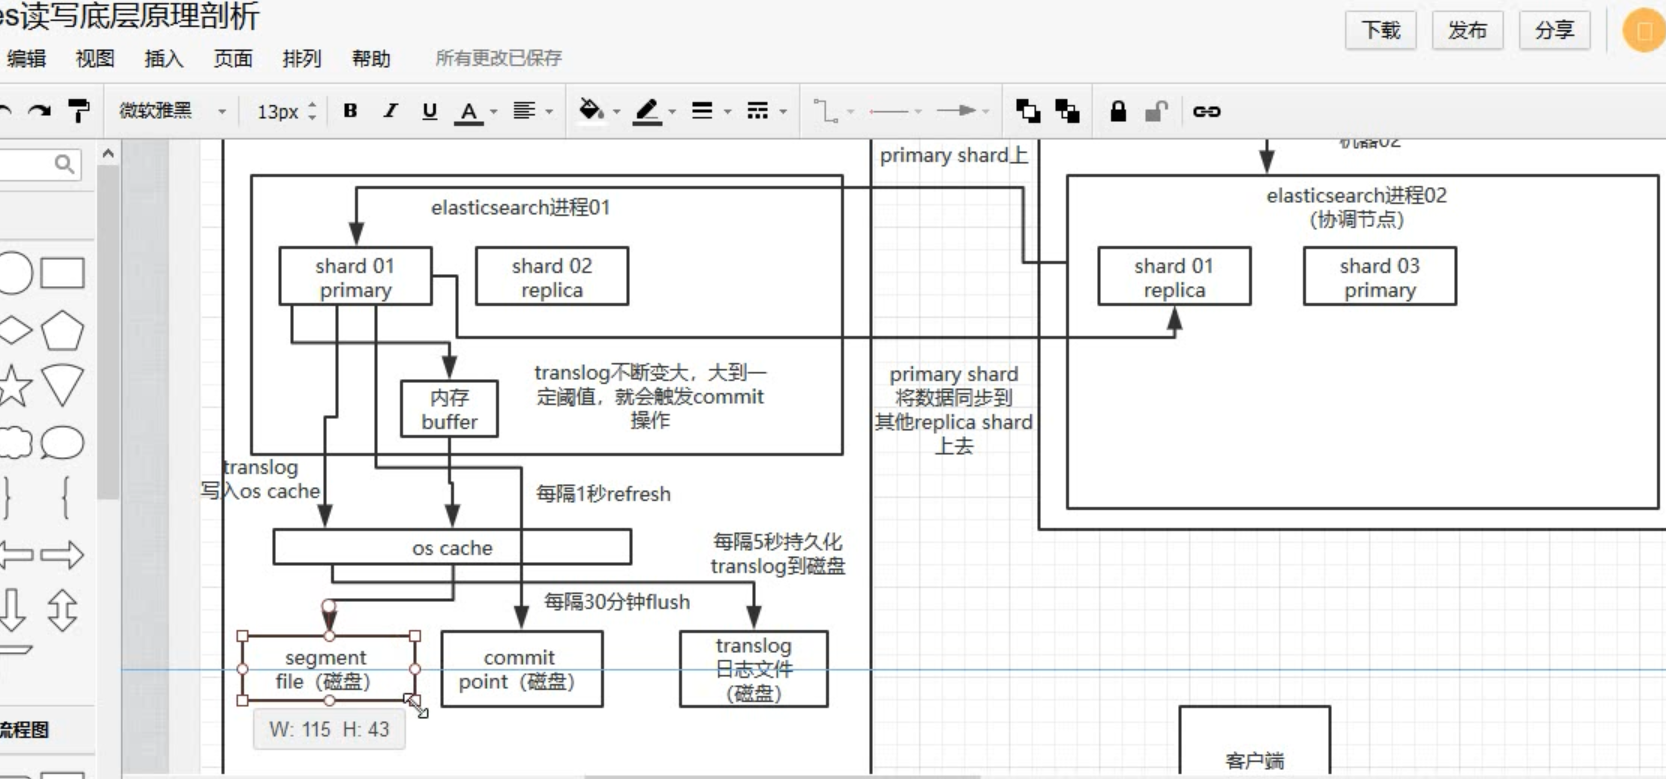 es读写底层原理剖析
下载
发布
分享
编辑
视图
插入
页面
排列
帮助
所有更改已保存
微软雅黑
13px
B
I
U
A
primary shard上
机器02
elasticsearch进程01
elasticsearch进程02
(协调节点)
shard 01
primary
shard 02
replica
shard 01
replica
shard 03
primary
translog不断变大，大到一
定阈值，就会触发commit
操作
内存
buffer
primary shard
将数据同步到
其他replica shard
上去
translog
写入os cache
每隔1秒refresh
os cache
每隔5秒持久化
translog到磁盘
每隔30分钟flush
segment
file（磁盘）
commit
point（磁盘）
translog
日志文件
（磁盘）
W: 115 H: 43
流程图
客户端